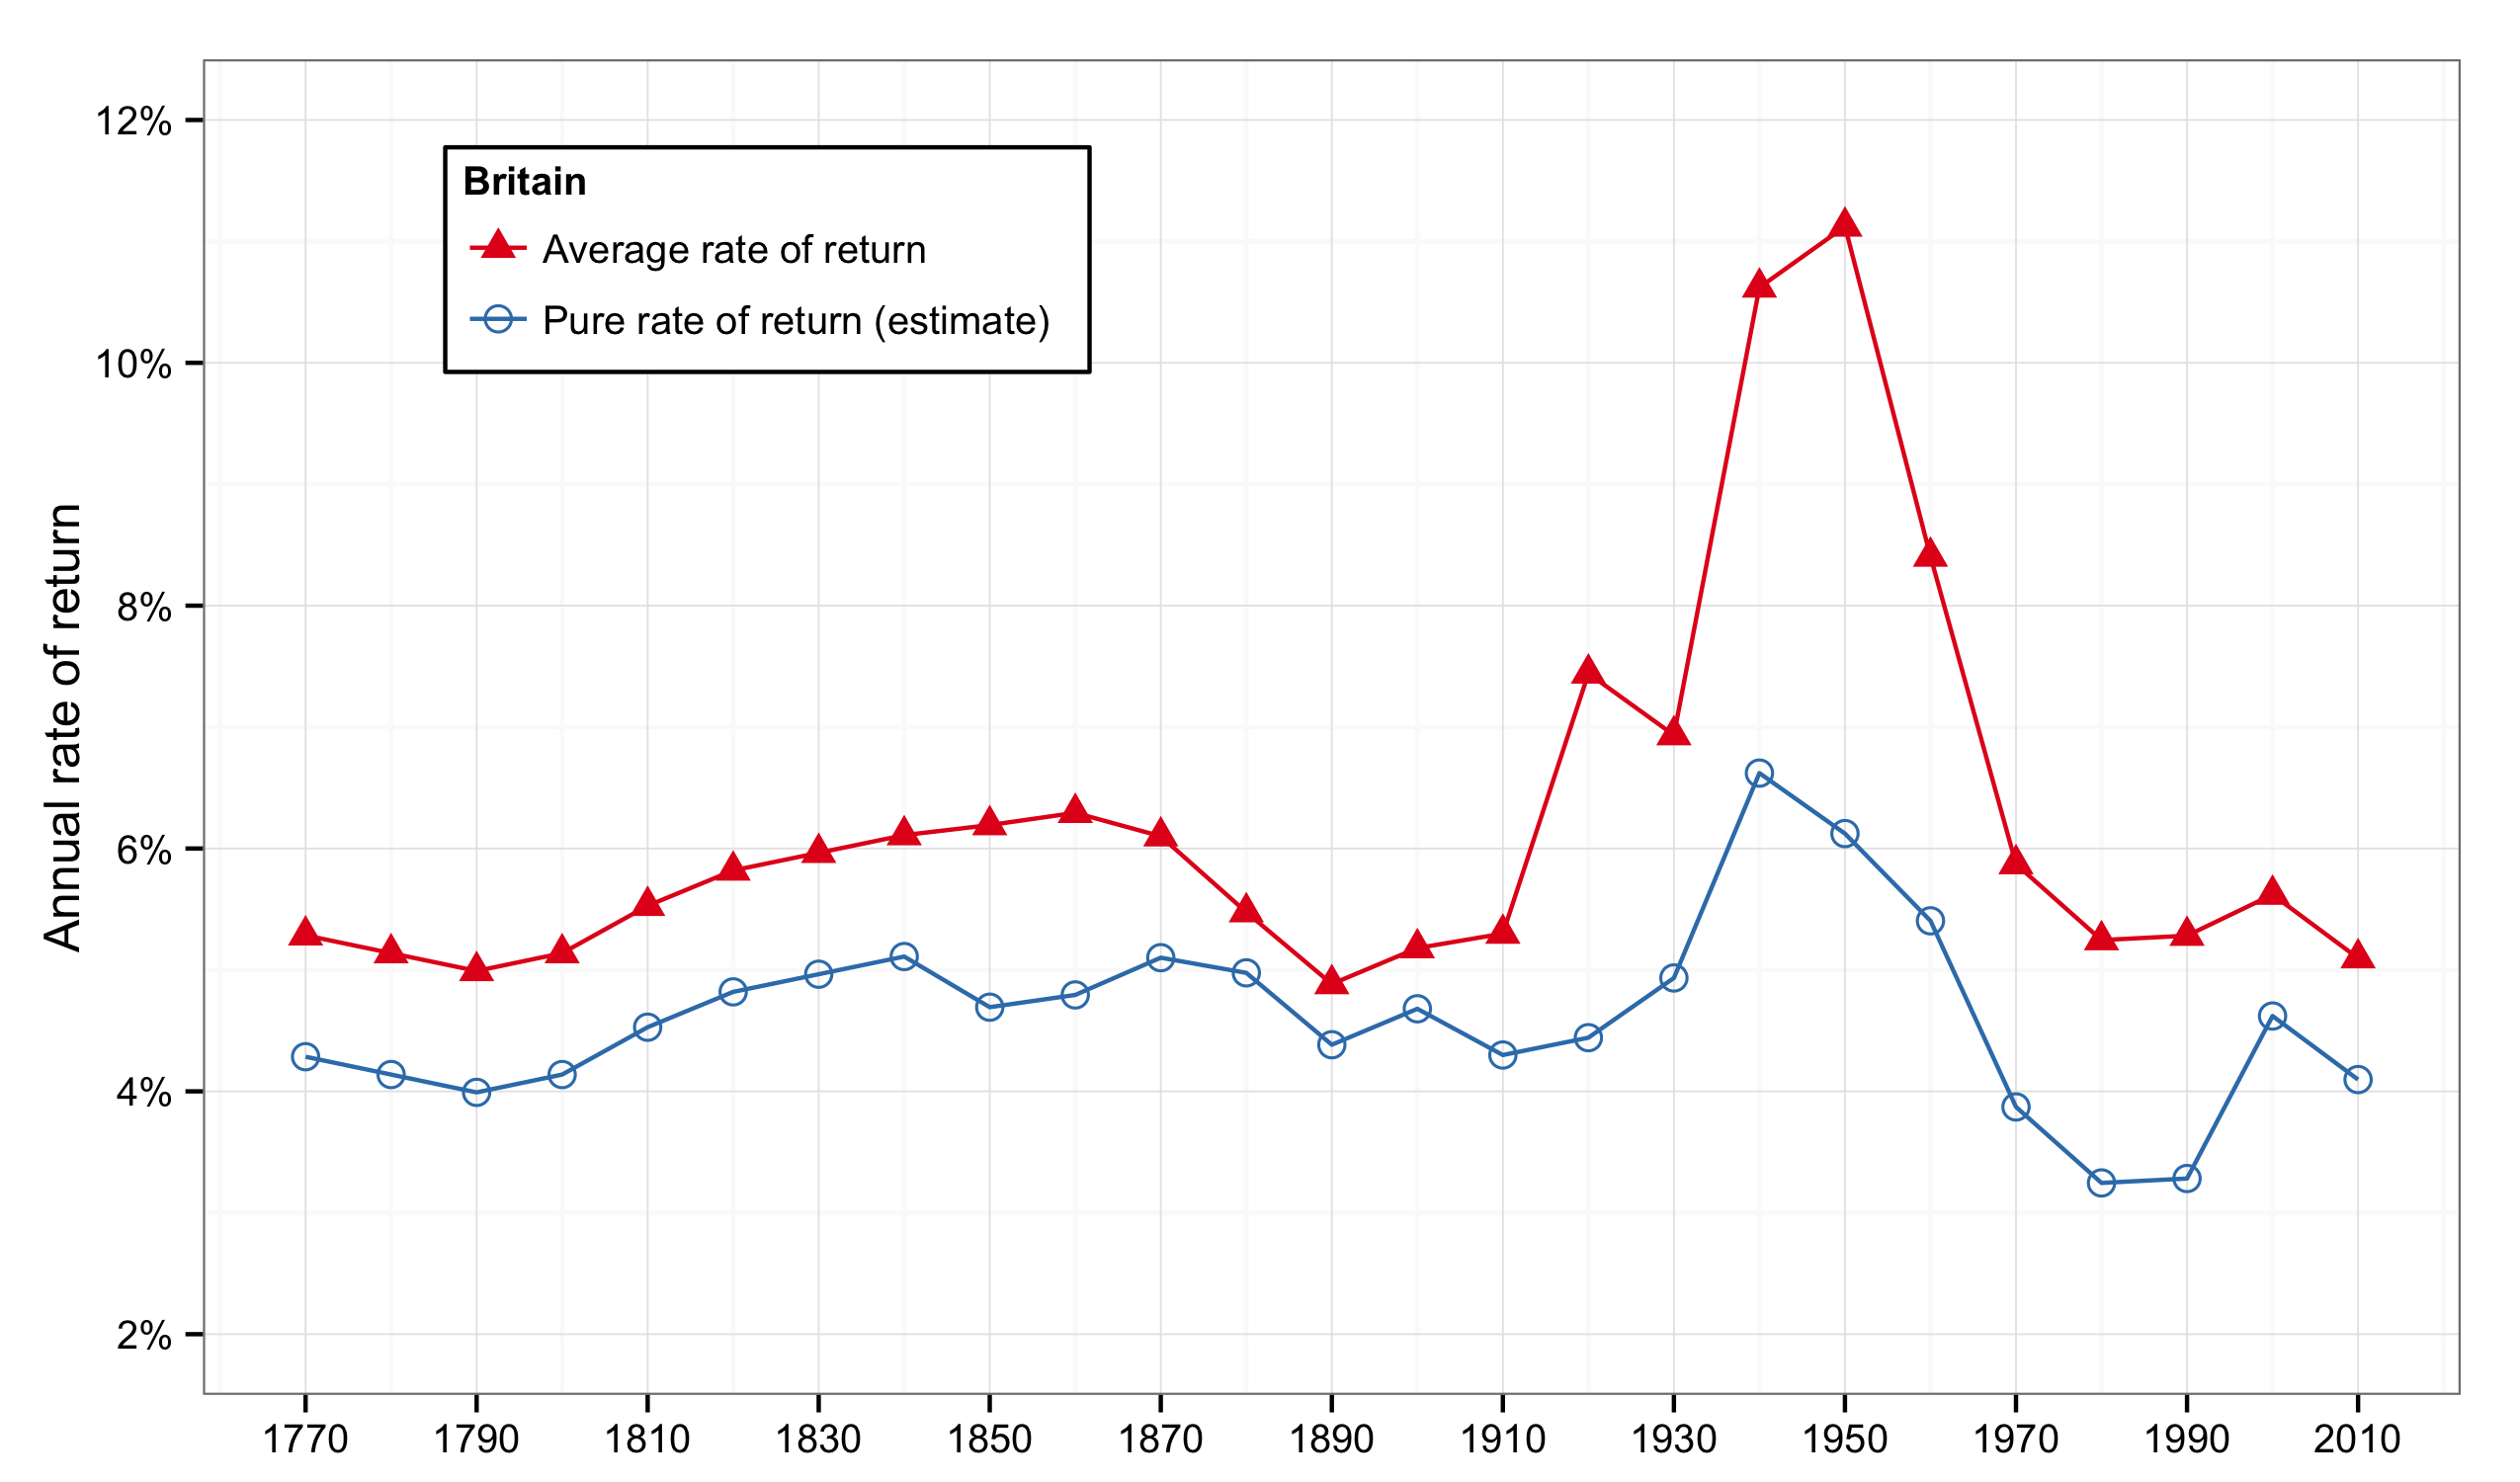 Britain
Average rate of return
Pure rate of return (estimate)
Annual rate of return
12%
10%
8%
6%
4%
2%
1770 1790 1810 1830 1850 1870 1890 1910 1930 1950 1970 1990 2010